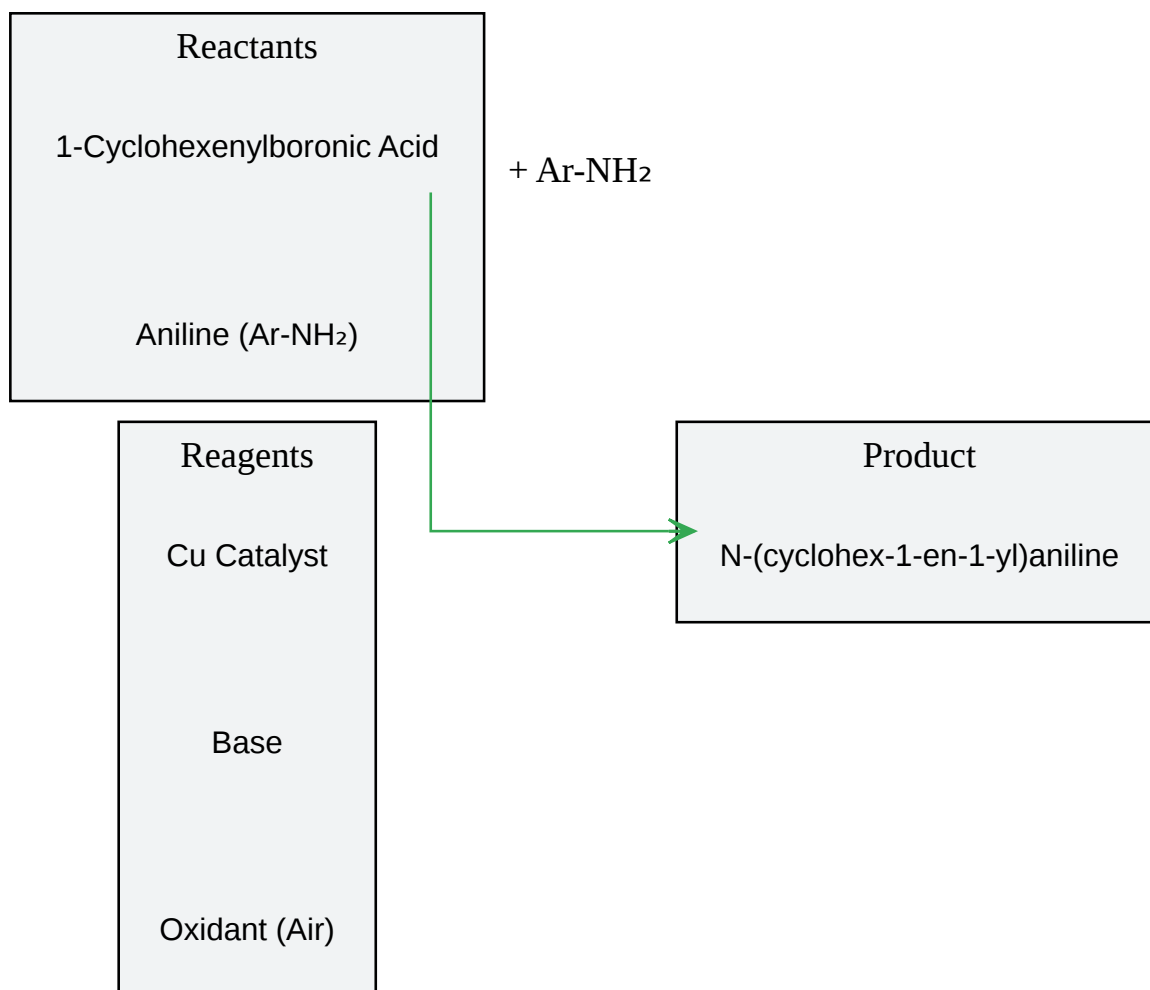 Reactants
1-Cyclohexenylboronic Acid
+ Ar-NH₂
Aniline (Ar-NH₂)
Reagents
Cu Catalyst
Base
Oxidant (Air)
Product
N-(cyclohex-1-en-1-yl)aniline